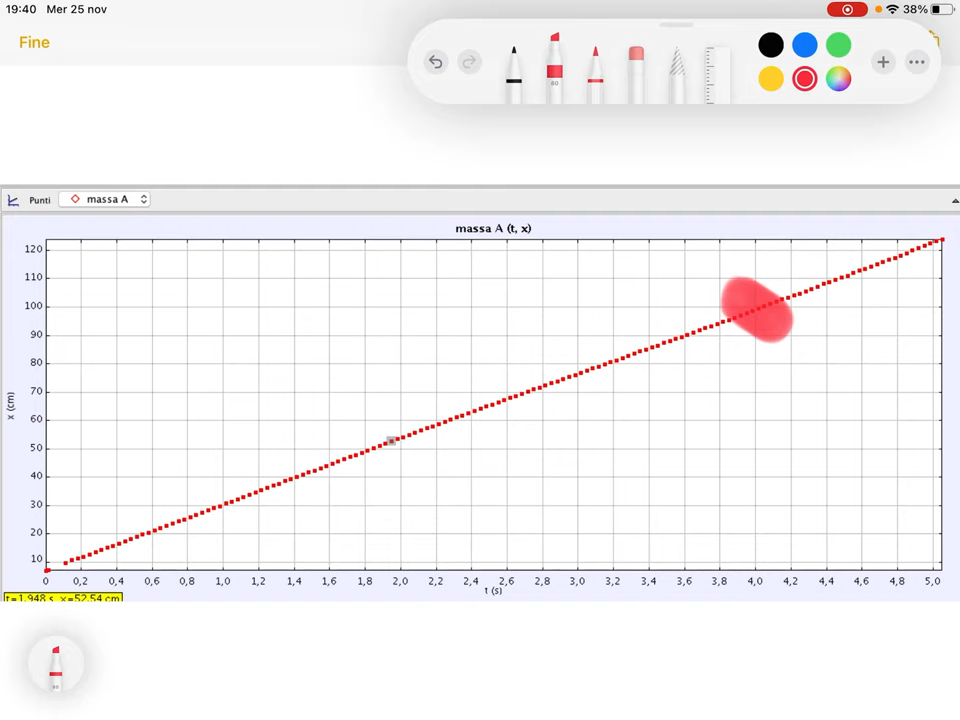 19:40 Mer 25 nov 38%
Fine
80
Punti massa A
massa A (t, x)
120
110
100
90
80
70
60
50
40
30
20
10
x (cm)
0 0,2 0,4 0,6 0,8 1,0 1,2 1,4 1,6 1,8 2,0 2,2 2,4 2,6 2,8 3,0 3,2 3,4 3,6 3,8 4,0 4,2 4,4 4,6 4,8 5,0
t (s)
t=1,948 s x=52,54 cm
80